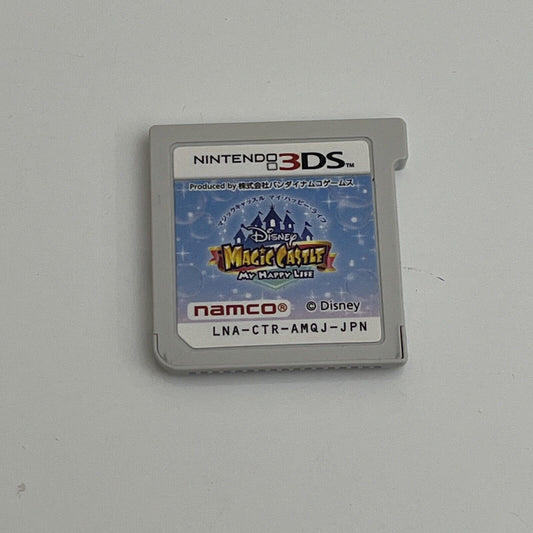 NINTENDO 3DS™
Produced by 株式会社バンダイナムコゲームス
マジックキャッスル マイ・ハッピー・ライフ
Disney
MAGIC CASTLE
MY HAPPY LIFE
namco®
© Disney
LNA-CTR-AMQJ-JPN